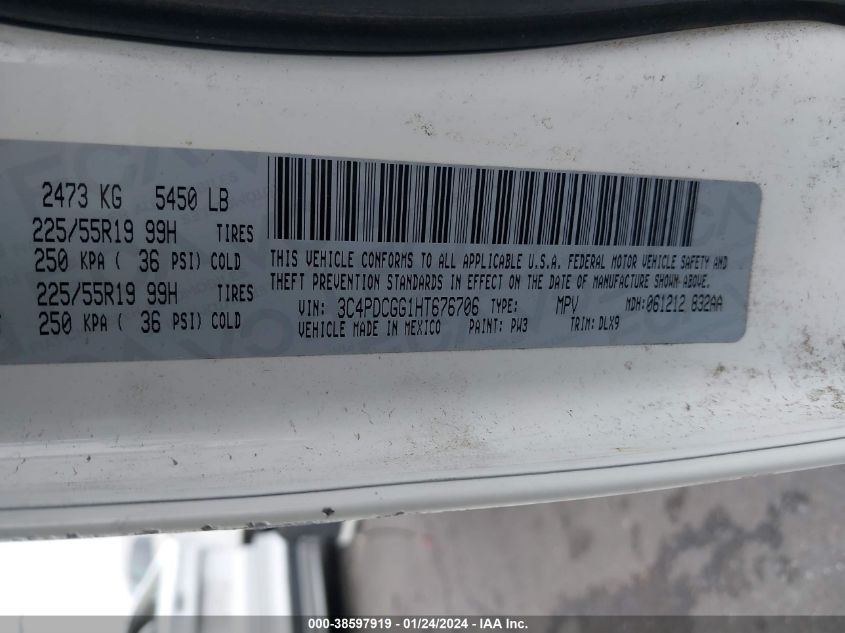 2473 KG 5450 LB
225/55R19 99H TIRES
250 KPA ( 36 PSI) COLD
225/55R19 99H TIRES
250 KPA ( 36 PSI) COLD
THIS VEHICLE CONFORMS TO ALL APPLICABLE U.S.A. FEDERAL MOTOR VEHICLE SAFETY AND
THEFT PREVENTION STANDARDS IN EFFECT ON THE DATE OF MANUFACTURE SHOWN ABOVE.
VIN: 3C4PDCGG1HT676706 TYPE: MPV MDH: 061212 832AA
VEHICLE MADE IN MEXICO PAINT: PW3 TRIM: DLX9
000-38597919 - 01/24/2024 - IAA Inc.